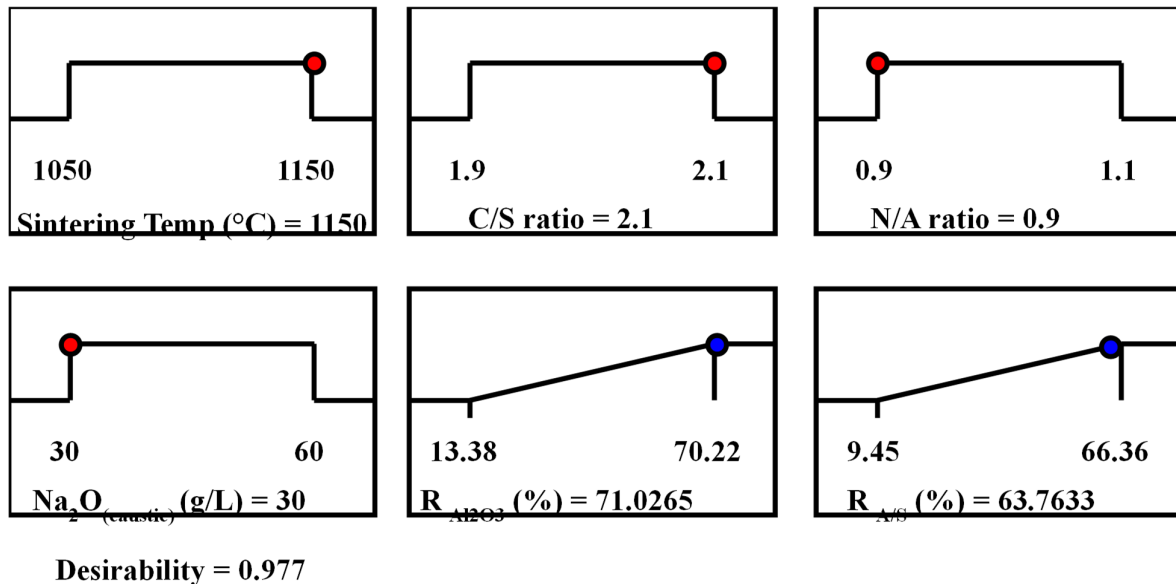 1050 1150
Sintering Temp (°C) = 1150
1.9 2.1
C/S ratio = 2.1
0.9 1.1
N/A ratio = 0.9
30 60
Na₂O(caustic) (g/L) = 30
13.38 70.22
R Al2O3 (%) = 71.0265
9.45 66.36
R A/S (%) = 63.7633
Desirability = 0.977